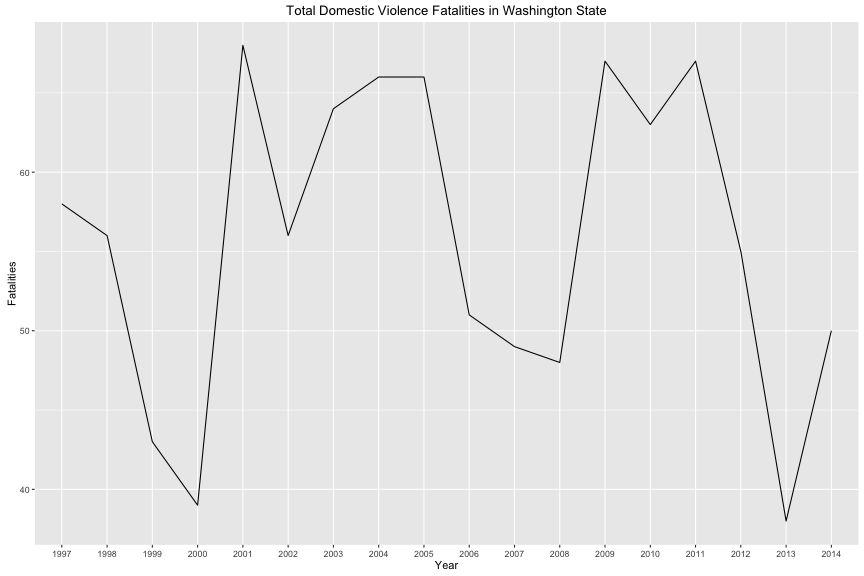 Total Domestic Violence Fatalities in Washington State
Fatalities
60
50
40
1997 1998 1999 2000 2001 2002 2003 2004 2005 2006 2007 2008 2009 2010 2011 2012 2013 2014
Year